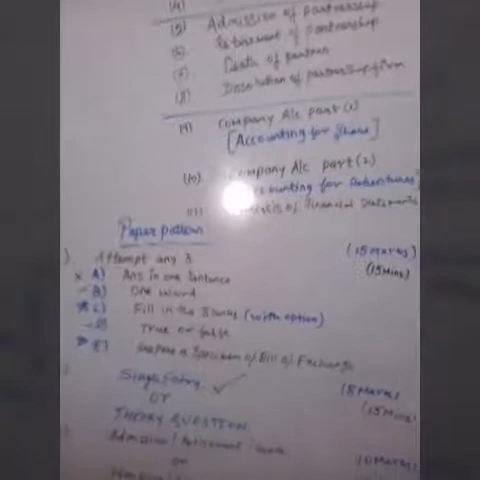 (4)
(5) Admission of partnership
(6) Retirement of partnership
(7) Death of partner
(8) Dissolution of partnership firm
(9) Company A/c part (1)
[Accounting for Share]
(10) Company A/c part (2)
Accounting for Debentures
(11) Analysis of Financial Statements
Paper pattern
Attempt any 3 (15 Marks)
(15 Mins)
A) Ans in one sentence
B) One word
C) Fill in the Blanks (with option)
D) True or false
E) Prepare a Specimen of Bill of Exchange
Single Entry (8 Marks)
OR (15 Mins)
THEORY QUESTION
Admission / Retirement / Death (10 Marks)
OR